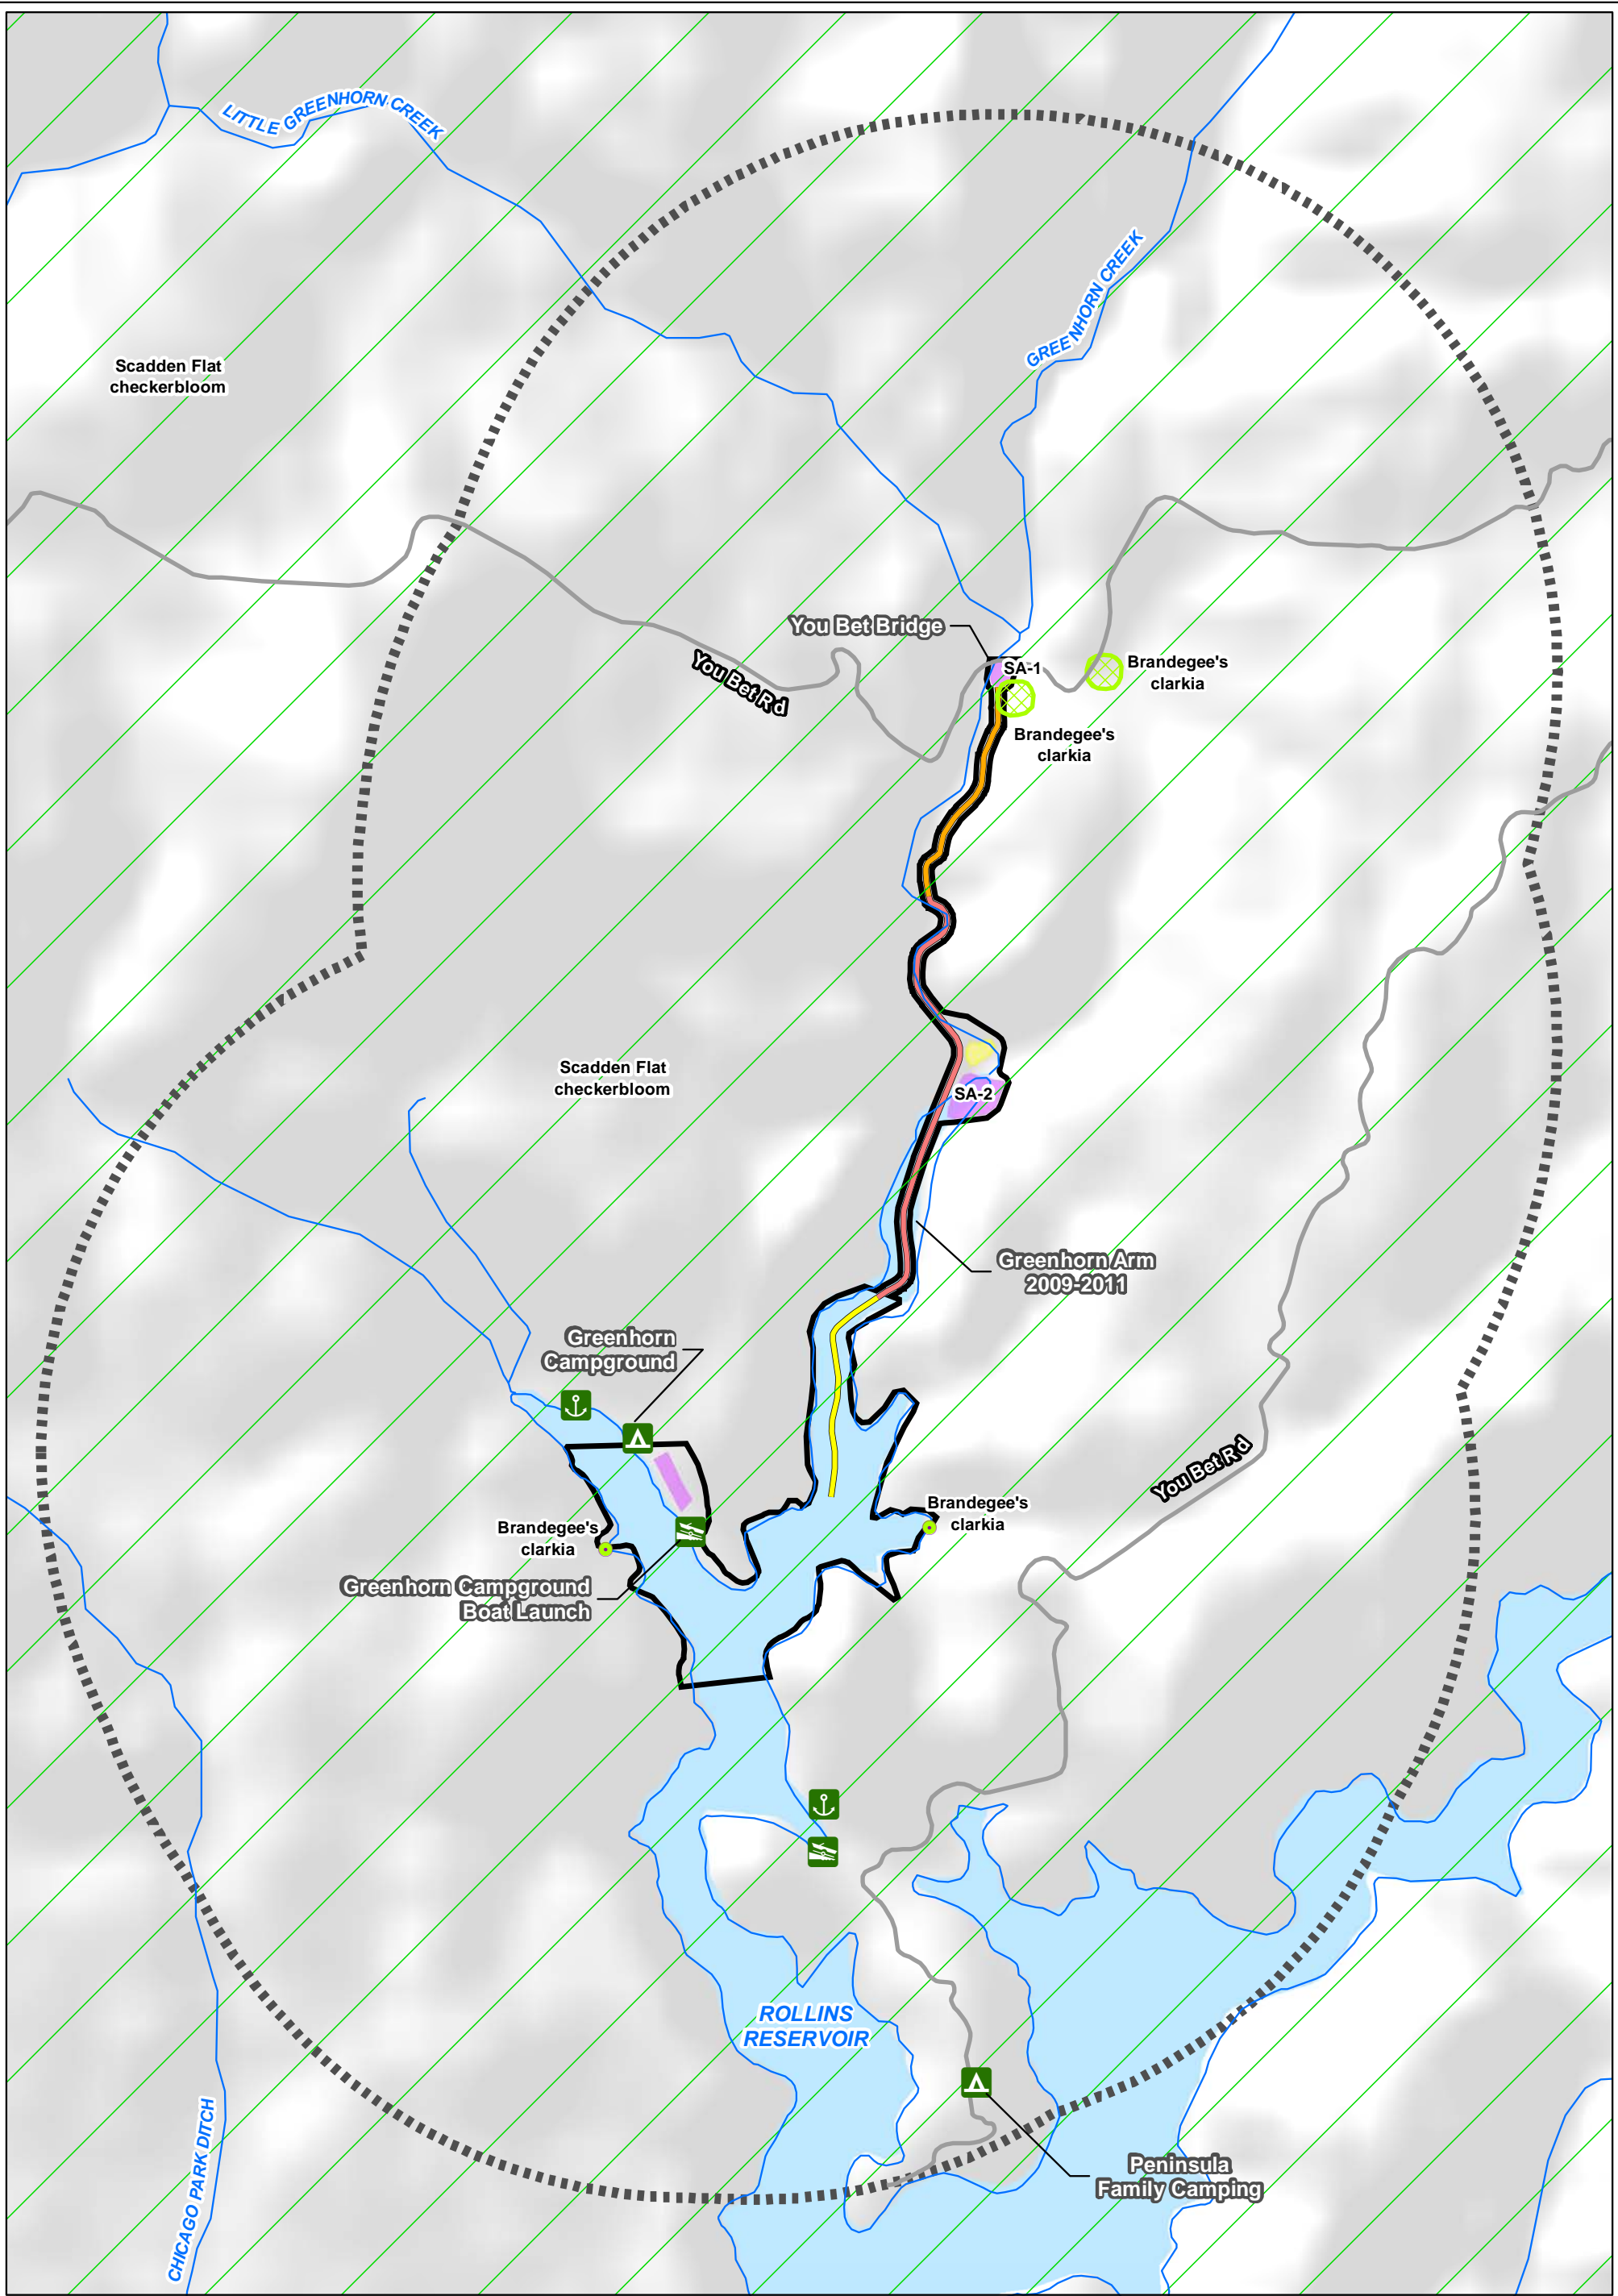 LITTLE GREENHORN CREEK
GREENHORN CREEK
Scadden Flat
checkerbloom
You Bet Bridge
SA-1
Brandegee's
clarkia
You Bet Rd
Brandegee's
clarkia
Scadden Flat
checkerbloom
SA-2
Greenhorn Arm
2009-2011
Greenhorn
Campground
You Bet Rd
Brandegee's
clarkia
Brandegee's
clarkia
Greenhorn Campground
Boat Launch
ROLLINS
RESERVOIR
CHICAGO PARK DITCH
Peninsula
Family Camping